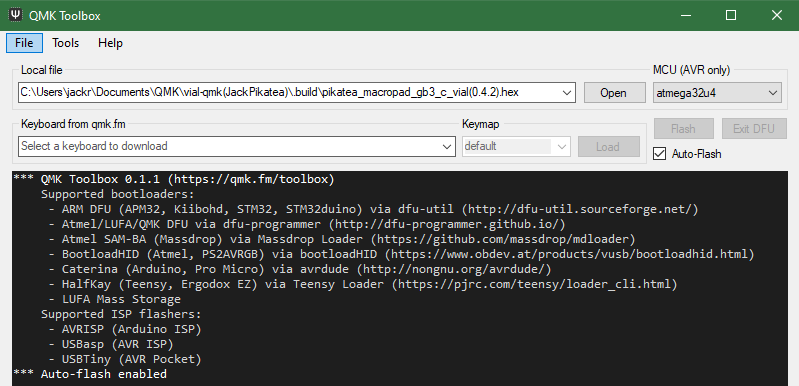 QMK Toolbox
File Tools Help
Local file MCU (AVR only)
C:\Users\jackr\Documents\QMK\vial-qmk(JackPikatea)\.build\pikatea_macropad_gb3_c_vial(0.4.2).hex Open atmega32u4
Keyboard from qmk.fm Keymap Flash Exit DFU
Select a keyboard to download default Load Auto-Flash
*** QMK Toolbox 0.1.1 (https://qmk.fm/toolbox)
Supported bootloaders:
- ARM DFU (APM32, Kiibohd, STM32, STM32duino) via dfu-util (http://dfu-util.sourceforge.net/)
- Atmel/LUFA/QMK DFU via dfu-programmer (http://dfu-programmer.github.io/)
- Atmel SAM-BA (Massdrop) via Massdrop Loader (https://github.com/massdrop/mdloader)
- BootloadHID (Atmel, PS2AVRGB) via bootloadHID (https://www.obdev.at/products/vusb/bootloadhid.html)
- Caterina (Arduino, Pro Micro) via avrdude (http://nongnu.org/avrdude/)
- HalfKay (Teensy, Ergodox EZ) via Teensy Loader (https://pjrc.com/teensy/loader_cli.html)
- LUFA Mass Storage
Supported ISP flashers:
- AVRISP (Arduino ISP)
- USBasp (AVR ISP)
- USBTiny (AVR Pocket)
*** Auto-flash enabled